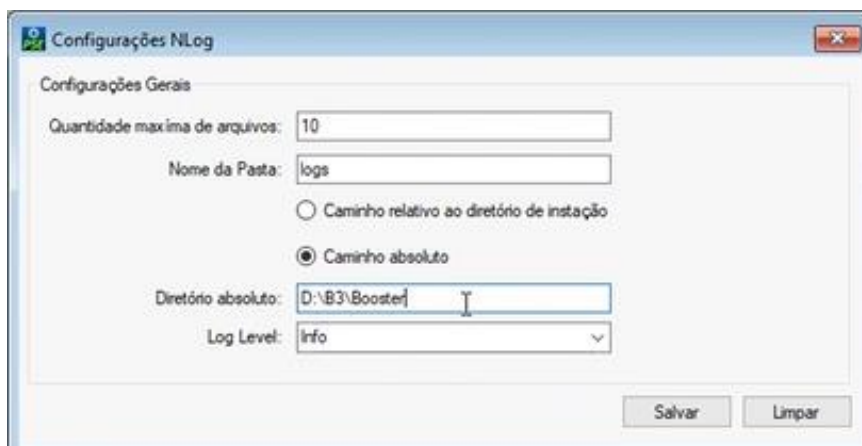 Configurações NLog
Configurações Gerais
Quantidade maxíma de arquivos: 10
Nome da Pasta: logs
Caminho relativo ao diretório de instação
Caminho absoluto
Diretório absoluto: D:\B3\Booster
Log Level: Info
Salvar Limpar